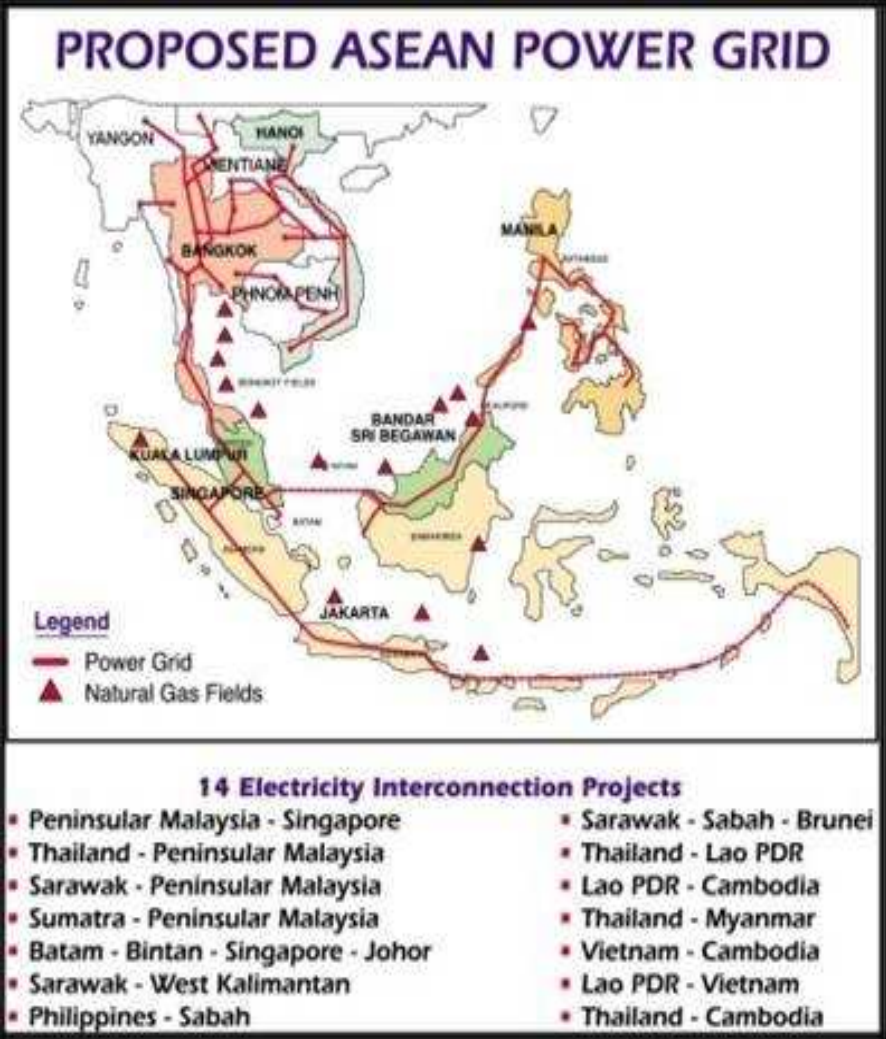 PROPOSED ASEAN POWER GRID
YANGON
HANOI
VIENTIANE
MANILA
BANGKOK
PHNOM PENH
BONGKOT FIELDS
BANDAR
SRI BEGAWAN
KUALA LUMPUR
SINGAPORE
BATAM
JAKARTA
Legend
Power Grid
Natural Gas Fields
14 Electricity Interconnection Projects
Peninsular Malaysia - Singapore
Thailand - Peninsular Malaysia
Sarawak - Peninsular Malaysia
Sumatra - Peninsular Malaysia
Batam - Bintan - Singapore - Johor
Sarawak - West Kalimantan
Philippines - Sabah
Sarawak - Sabah - Brunei
Thailand - Lao PDR
Lao PDR - Cambodia
Thailand - Myanmar
Vietnam - Cambodia
Lao PDR - Vietnam
Thailand - Cambodia